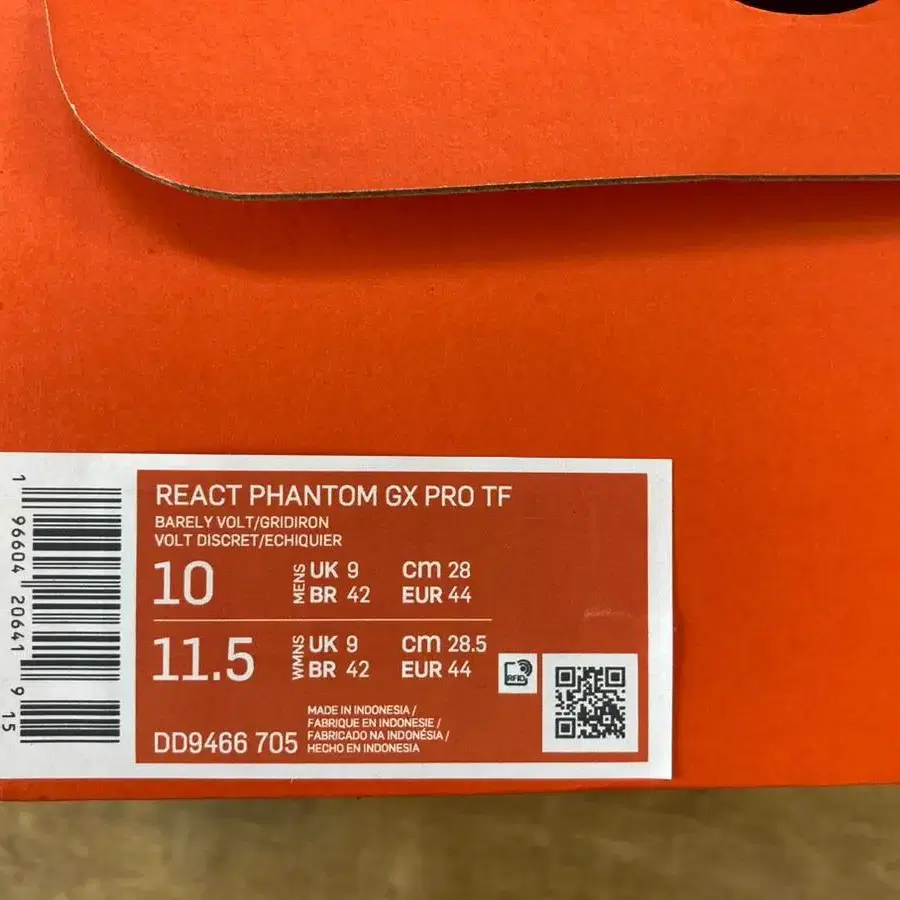 REACT PHANTOM GX PRO TF
BARELY VOLT/GRIDIRON
VOLT DISCRET/ECHIQUIER
10 MENS UK 9 cm 28
BR 42 EUR 44
11.5 WMNS UK 9 cm 28.5
BR 42 EUR 44
RFID
MADE IN INDONESIA /
FABRIQUE EN INDONESIE /
FABRICADO NA INDONÉSIA /
DD9466 705 HECHO EN INDONESIA
1 96604 20641 9 15